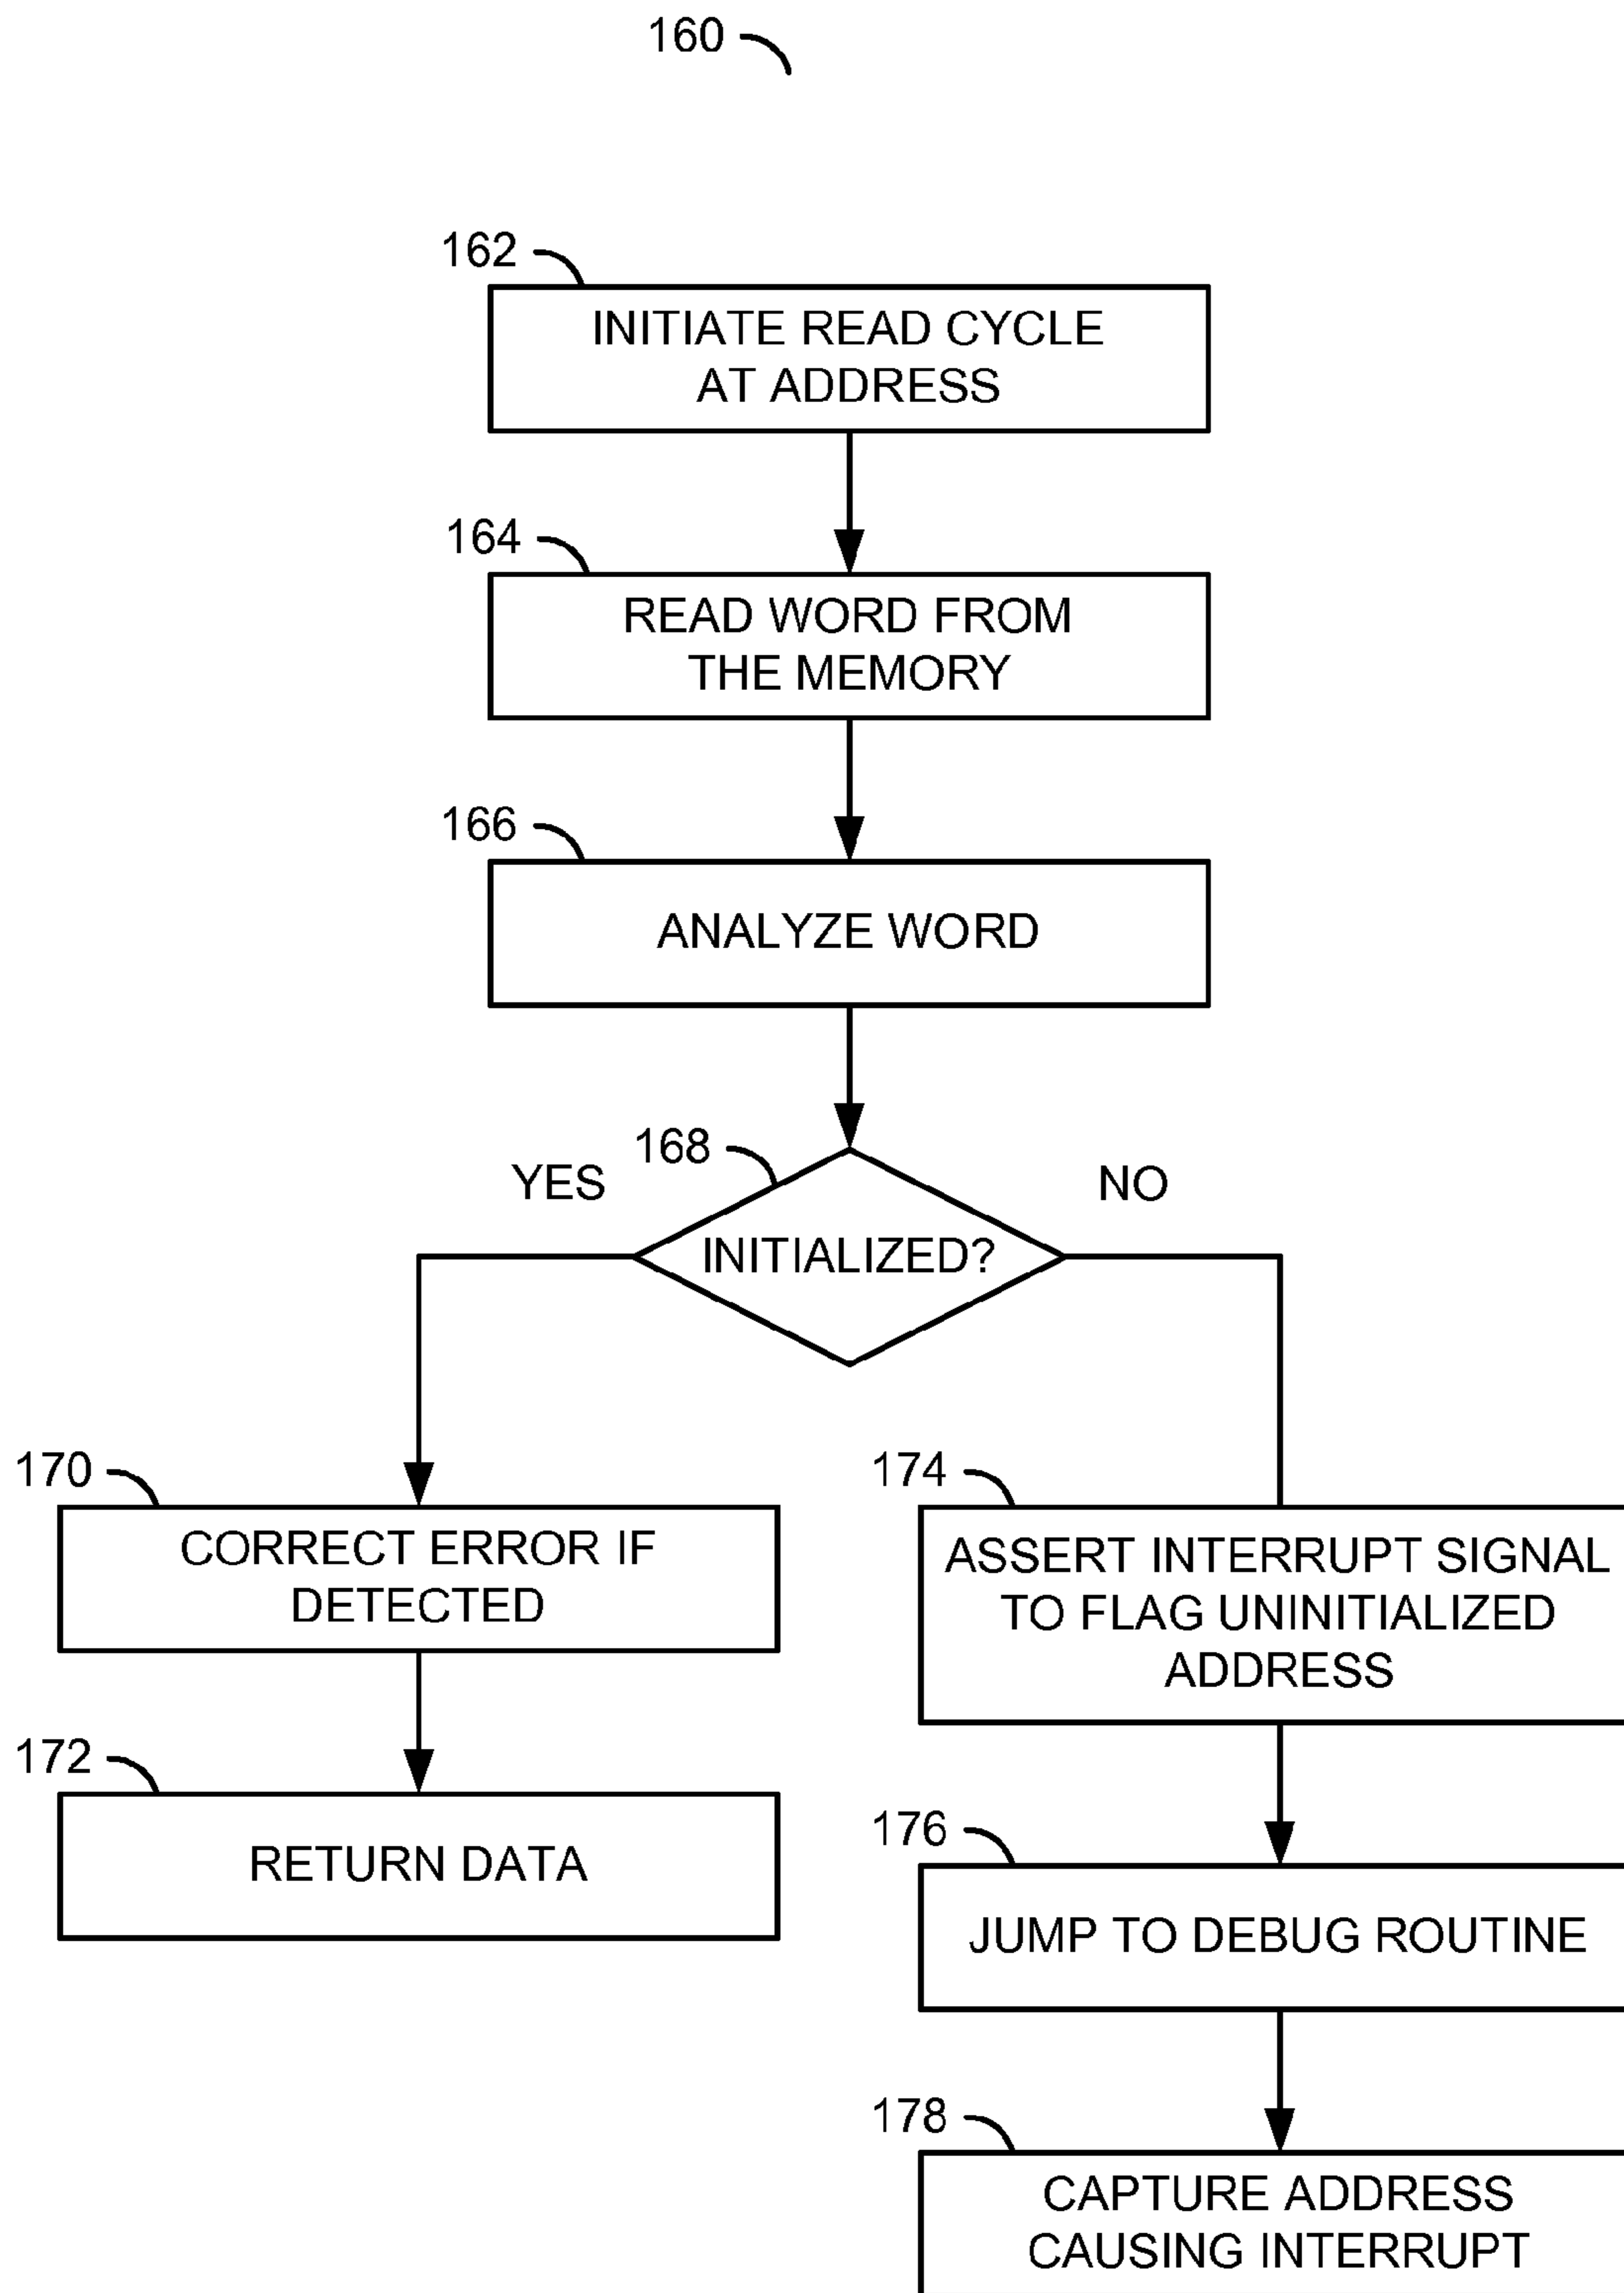 160
162
INITIATE READ CYCLE
AT ADDRESS
164
READ WORD FROM
THE MEMORY
166
ANALYZE WORD
168
YES
NO
INITIALIZED?
170
CORRECT ERROR IF
DETECTED
172
RETURN DATA
174
ASSERT INTERRUPT SIGNAL
TO FLAG UNINITIALIZED
ADDRESS
176
JUMP TO DEBUG ROUTINE
178
CAPTURE ADDRESS
CAUSING INTERRUPT